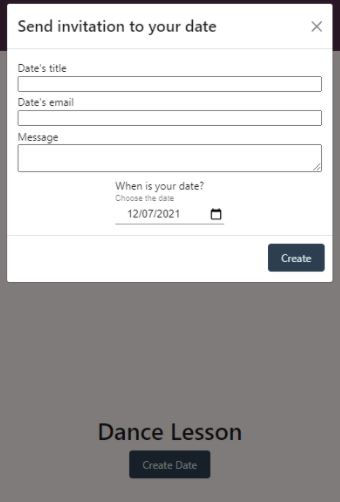 Send invitation to your date
Date's title
Date's email
Message
When is your date?
Choose the date
12/07/2021
Create
Dance Lesson
Create Date